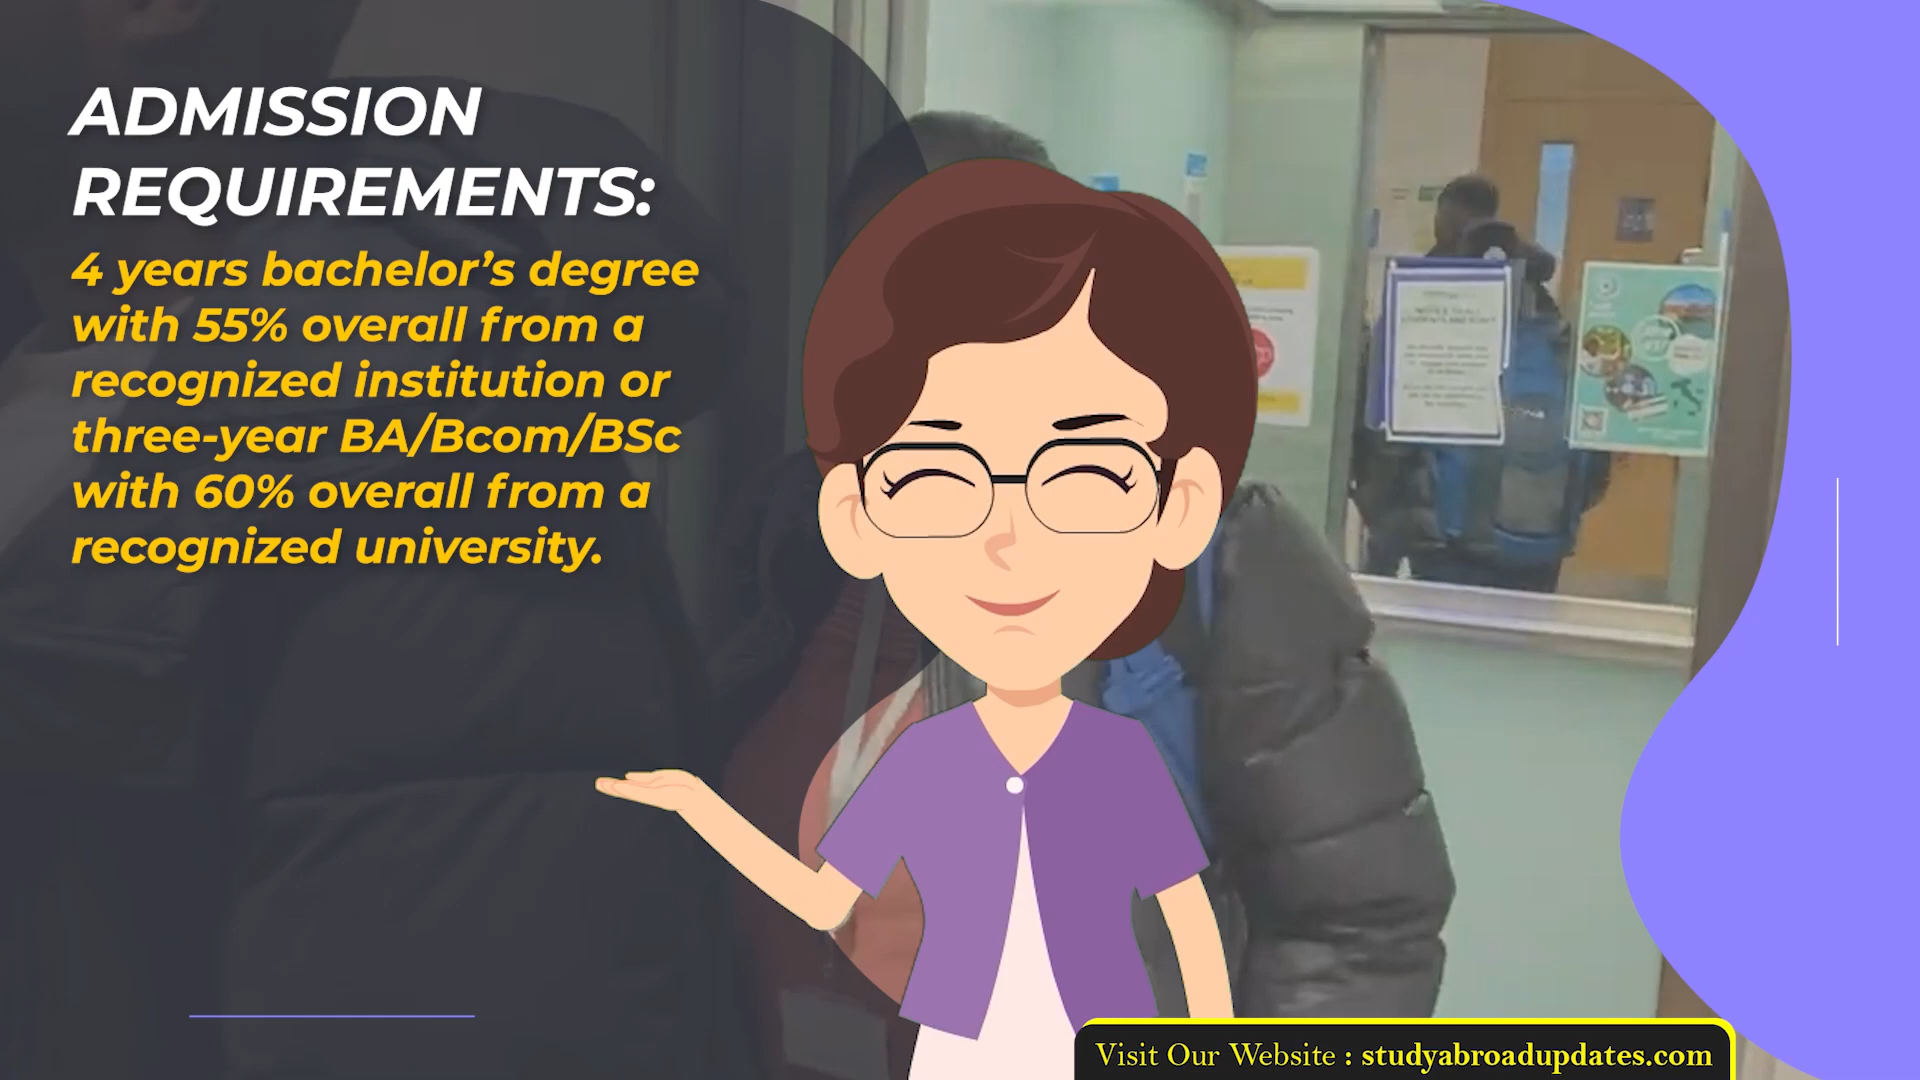 ADMISSION
REQUIREMENTS:
4 years bachelor’s degree
with 55% overall from a
recognized institution or
three-year BA/Bcom/BSc
with 60% overall from a
recognized university.
Visit Our Website : studyabroadupdates.com